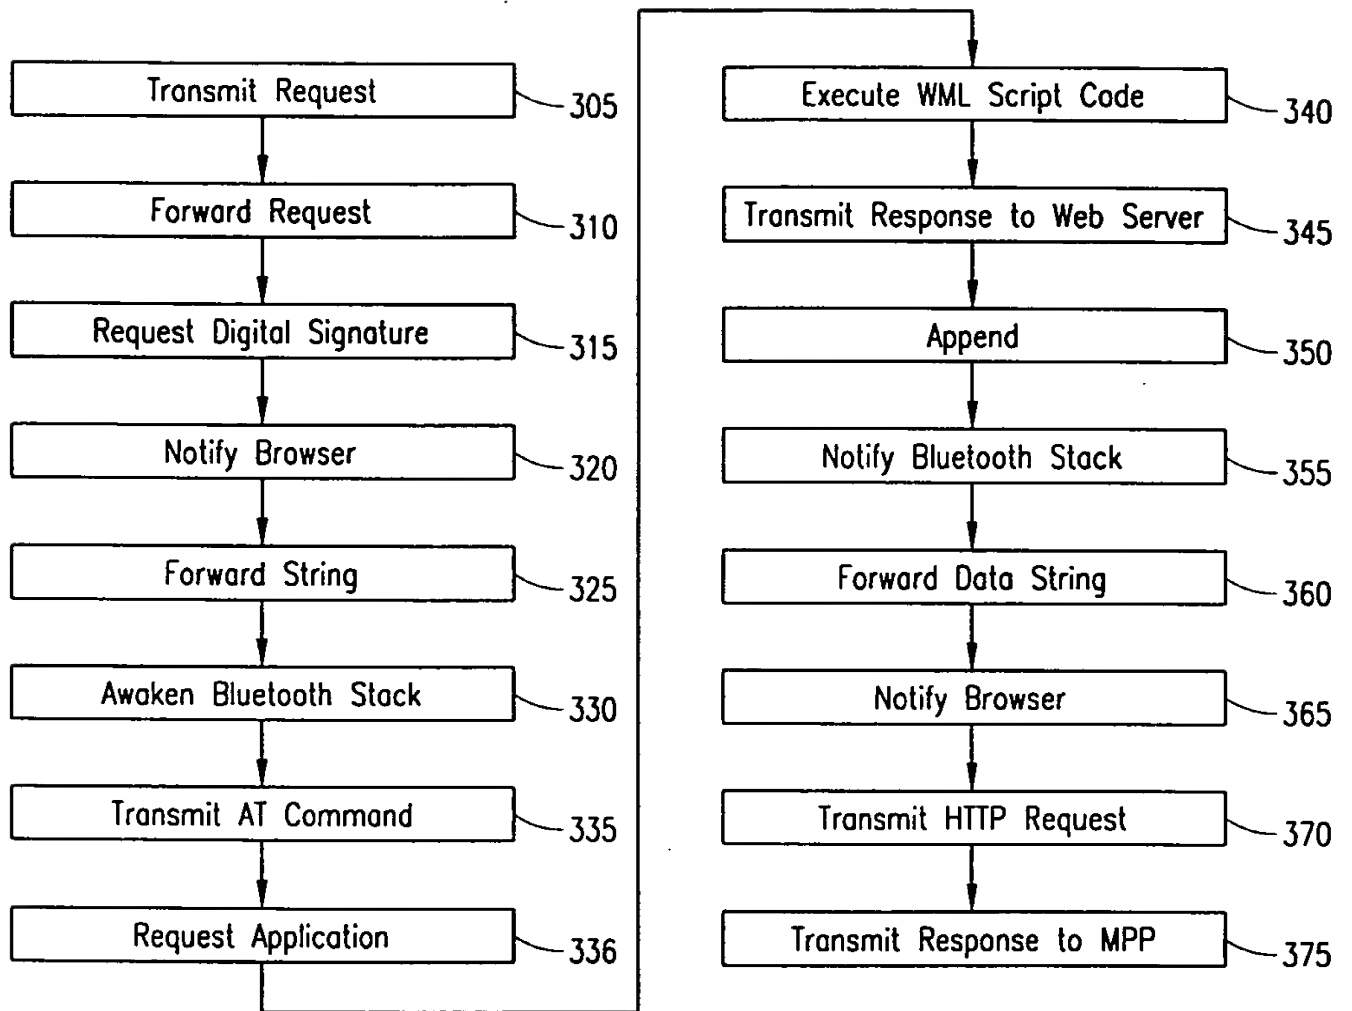 Transmit Request
305
Forward Request
310
Request Digital Signature
315
Notify Browser
320
Forward String
325
Awaken Bluetooth Stack
330
Transmit AT Command
335
Request Application
336
Execute WML Script Code
340
Transmit Response to Web Server
345
Append
350
Notify Bluetooth Stack
355
Forward Data String
360
Notify Browser
365
Transmit HTTP Request
370
Transmit Response to MPP
375